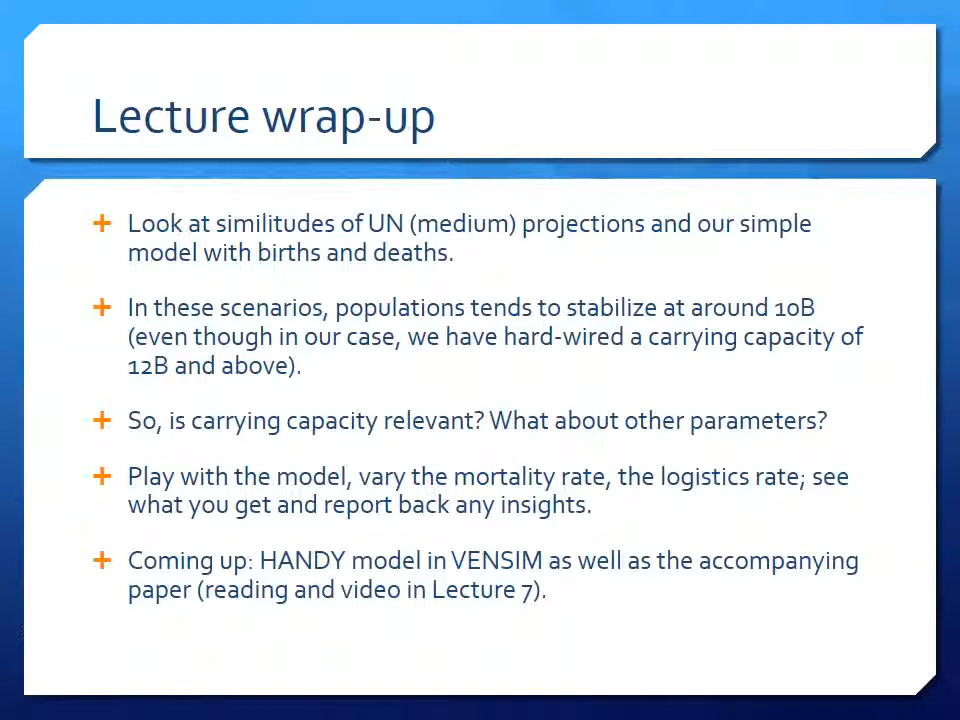 Lecture wrap-up
Look at similitudes of UN (medium) projections and our simple
model with births and deaths.
In these scenarios, populations tends to stabilize at around 10B
(even though in our case, we have hard-wired a carrying capacity of
12B and above).
So, is carrying capacity relevant? What about other parameters?
Play with the model, vary the mortality rate, the logistics rate; see
what you get and report back any insights.
Coming up: HANDY model in VENSIM as well as the accompanying
paper (reading and video in Lecture 7).